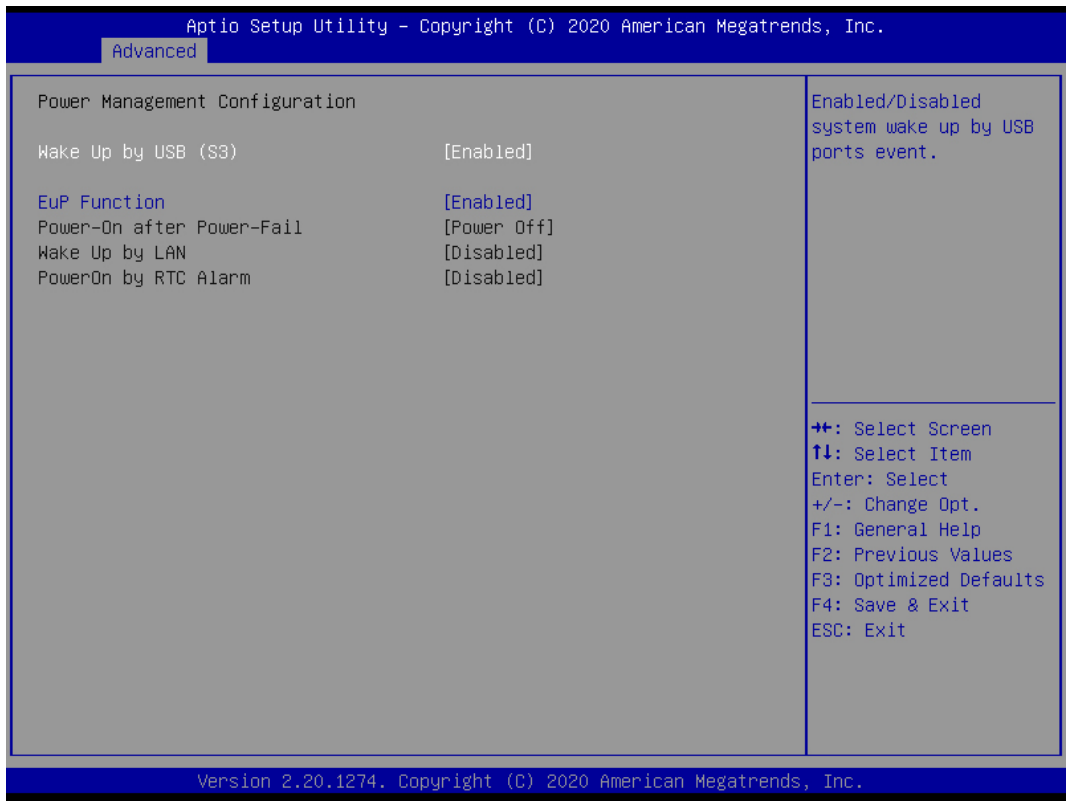 Aptio Setup Utility – Copyright (C) 2020 American Megatrends, Inc.
Advanced
Power Management Configuration
Wake Up by USB (S3) [Enabled]
EuP Function [Enabled]
Power-On after Power-Fail [Power Off]
Wake Up by LAN [Disabled]
PowerOn by RTC Alarm [Disabled]
Enabled/Disabled
system wake up by USB
ports event.
→←: Select Screen
↑↓: Select Item
Enter: Select
+/-: Change Opt.
F1: General Help
F2: Previous Values
F3: Optimized Defaults
F4: Save & Exit
ESC: Exit
Version 2.20.1274. Copyright (C) 2020 American Megatrends, Inc.